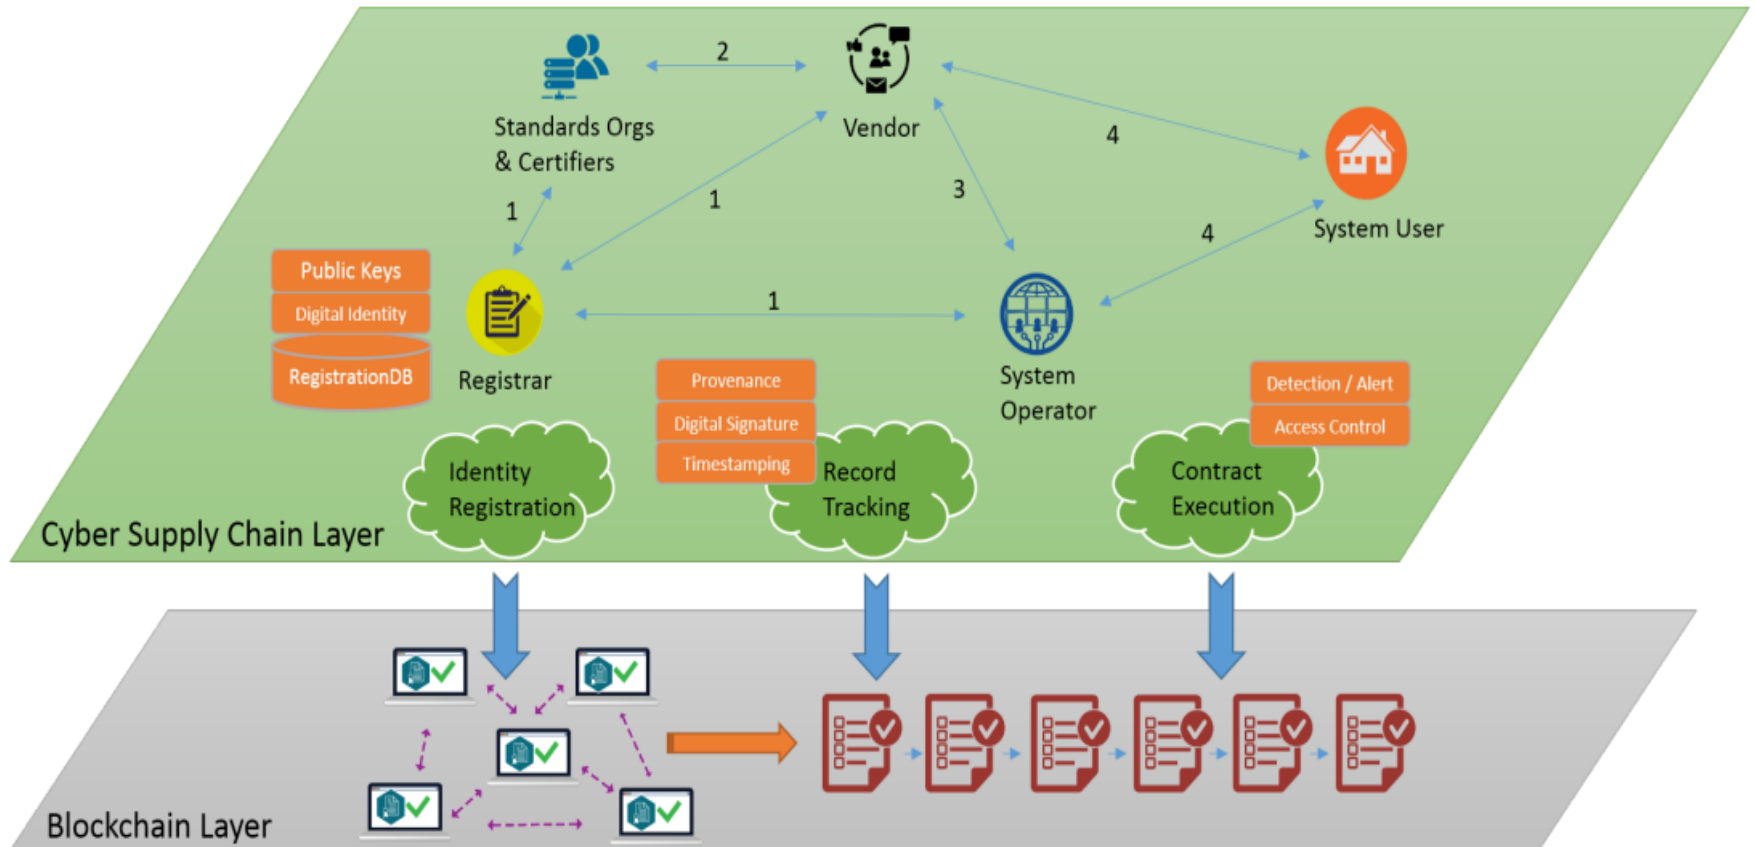 2
Standards Orgs
& Certifiers
Vendor
4
1
1
3
System User
4
Public Keys
Digital Identity
RegistrationDB
Registrar
1
System
Operator
Provenance
Digital Signature
Timestamping
Detection / Alert
Access Control
Identity
Registration
Record
Tracking
Contract
Execution
Cyber Supply Chain Layer
Blockchain Layer